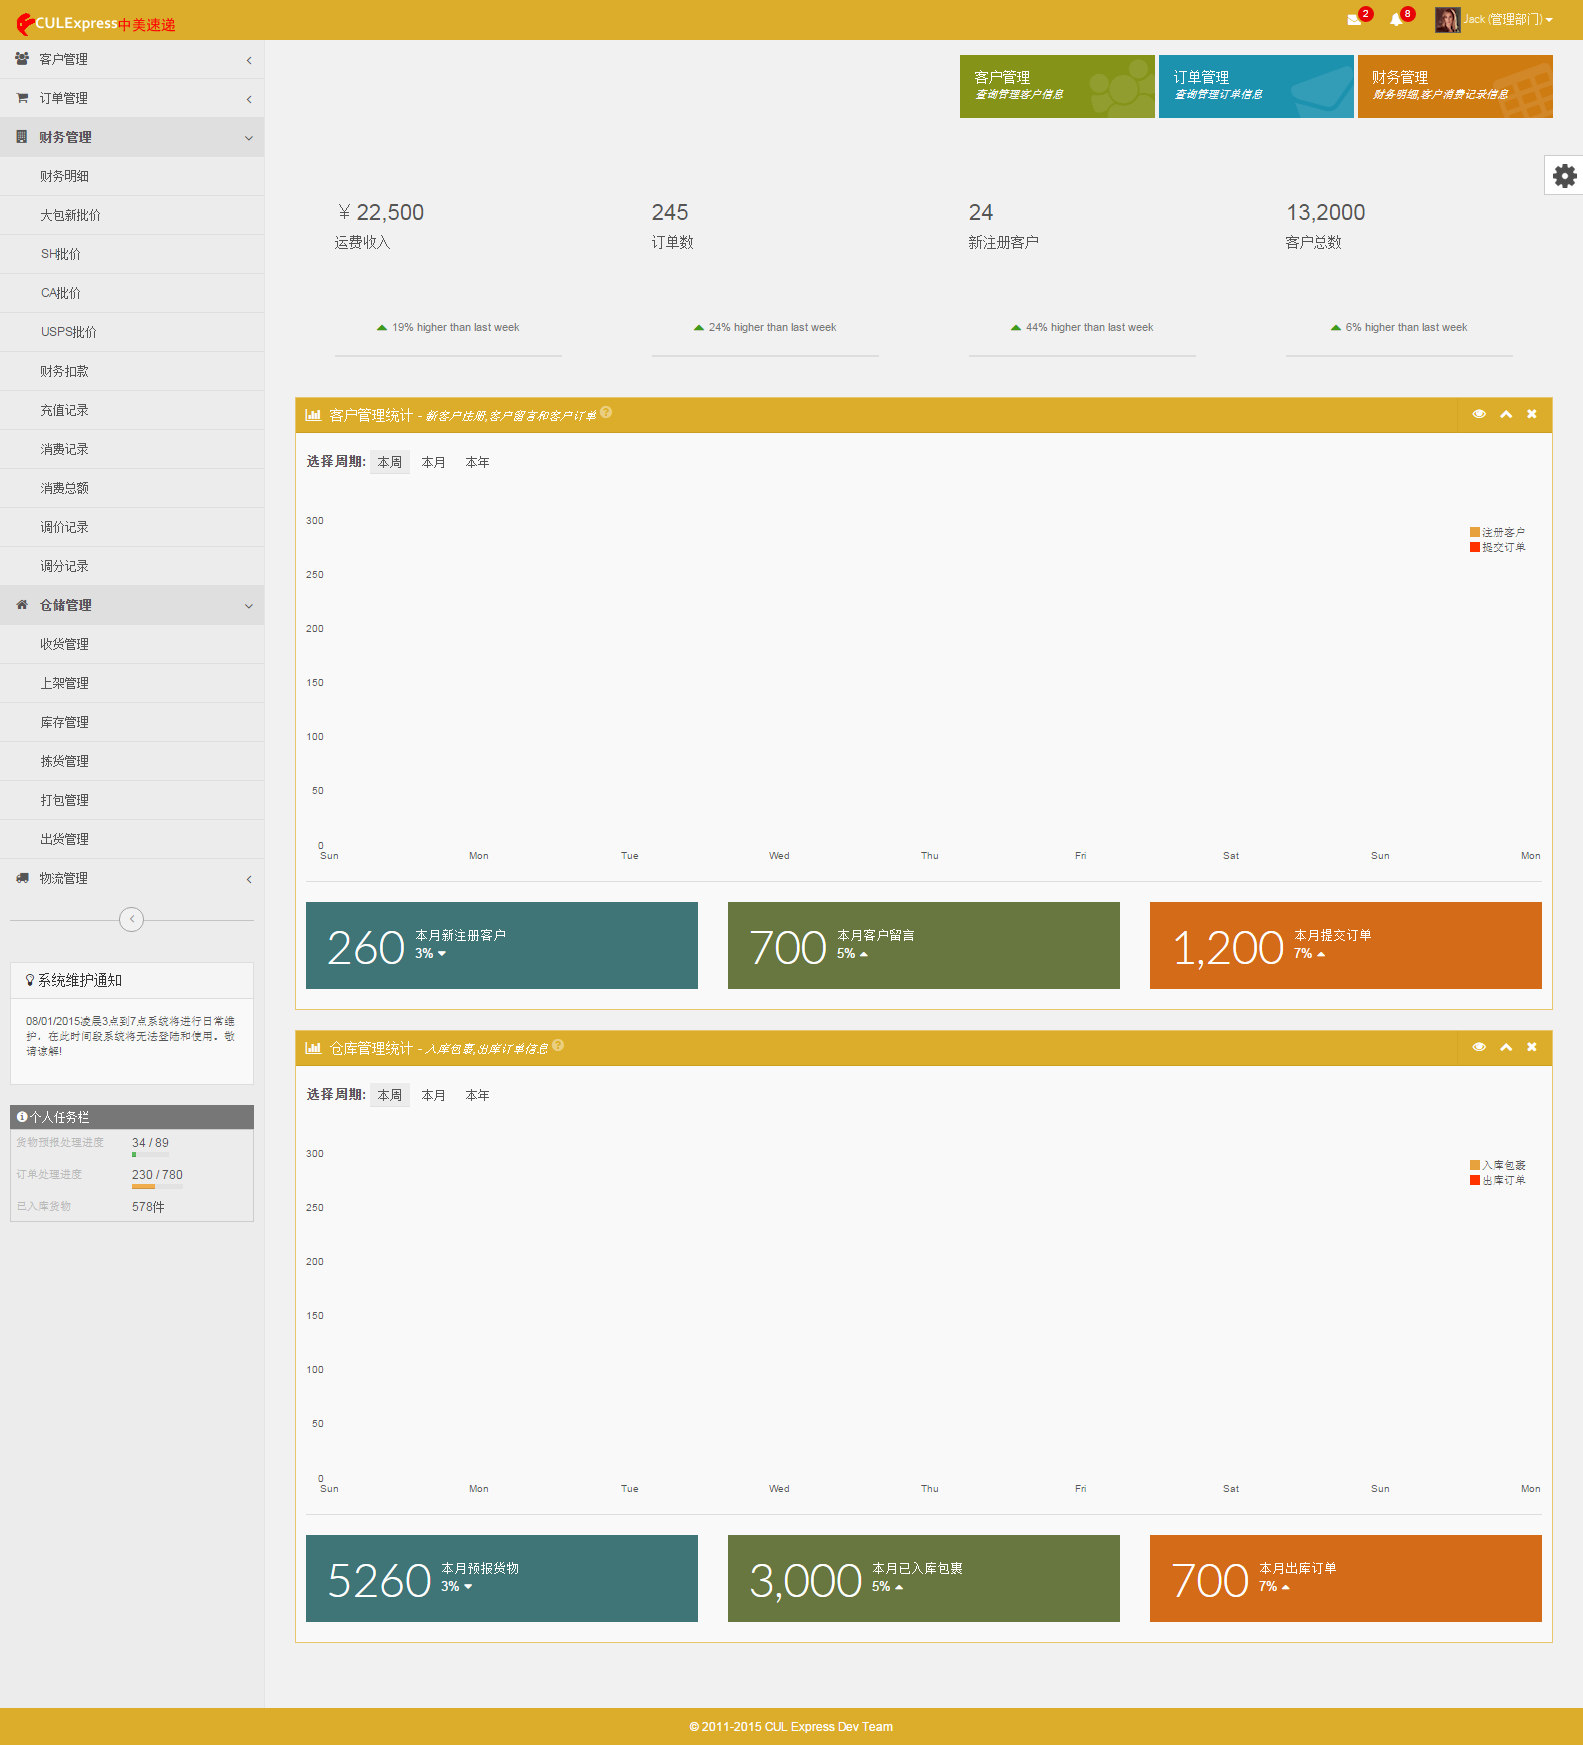 CULExpress中美速递
2
8
Jack (管理部门)
客户管理
订单管理
财务管理
财务明细
大包新批价
SH批价
CA批价
USPS批价
财务扣款
充值记录
消费记录
消费总额
调价记录
调分记录
仓储管理
收货管理
上架管理
库存管理
拣货管理
打包管理
出货管理
物流管理
系统维护通知
08/01/2015凌晨3点到7点系统将进行日常维
护，在此时间段系统将无法登陆和使用。敬
请谅解!
个人任务栏
货物预报处理进度 34 / 89
订单处理进度 230 / 780
已入库货物 578件
客户管理
查询管理客户信息
订单管理
查询管理订单信息
财务管理
财务明细,客户消费记录信息
￥22,500
运费收入
245
订单数
24
新注册客户
13,2000
客户总数
19% higher than last week
24% higher than last week
44% higher than last week
6% higher than last week
客户管理统计 - 新客户注册,客户留言和客户订单
选择周期: 本周 本月 本年
300
250
200
150
100
50
0
注册客户
提交订单
Sun Mon Tue Wed Thu Fri Sat Sun Mon
260 本月新注册客户
3%
700 本月客户留言
5%
1,200 本月提交订单
7%
仓库管理统计 - 入库包裹,出库订单信息
选择周期: 本周 本月 本年
300
250
200
150
100
50
0
入库包裹
出库订单
Sun Mon Tue Wed Thu Fri Sat Sun Mon
5260 本月预报货物
3%
3,000 本月已入库包裹
5%
700 本月出库订单
7%
© 2011-2015 CUL Express Dev Team